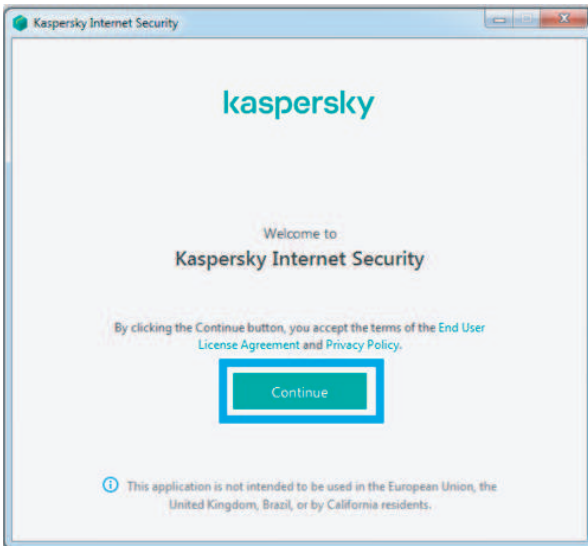 Kaspersky Internet Security
kaspersky
Welcome to
Kaspersky Internet Security
By clicking the Continue button, you accept the terms of the End User
License Agreement and Privacy Policy.
Continue
This application is not intended to be used in the European Union, the
United Kingdom, Brazil, or by California residents.